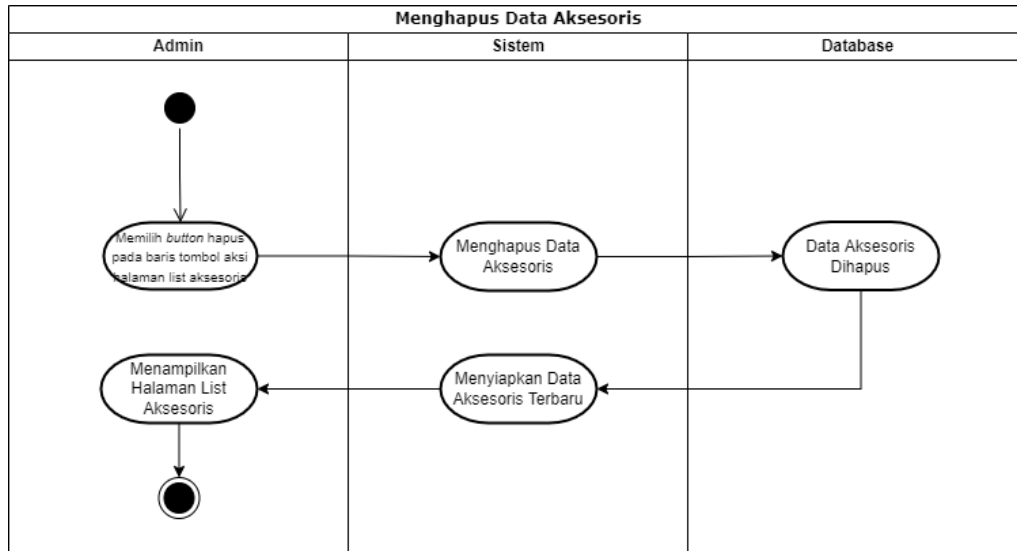 Menghapus Data Aksesoris
Admin
Sistem
Database
Memilih button hapus
pada baris tombol aksi
halaman list aksesoris
Menghapus Data
Aksesoris
Data Aksesoris
Dihapus
Menampilkan
Halaman List
Aksesoris
Menyiapkan Data
Aksesoris Terbaru